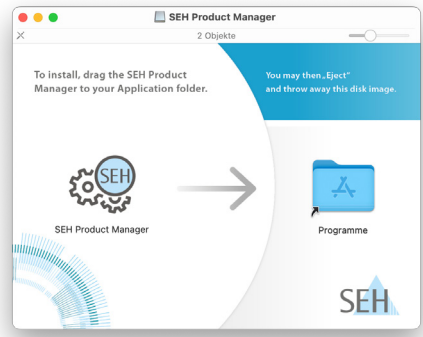 SEH Product Manager
2 Objekte
To install, drag the SEH Product
Manager to your Application folder.
You may then „Eject"
and throw away this disk image.
SEH
SEH Product Manager
Programme
SEH